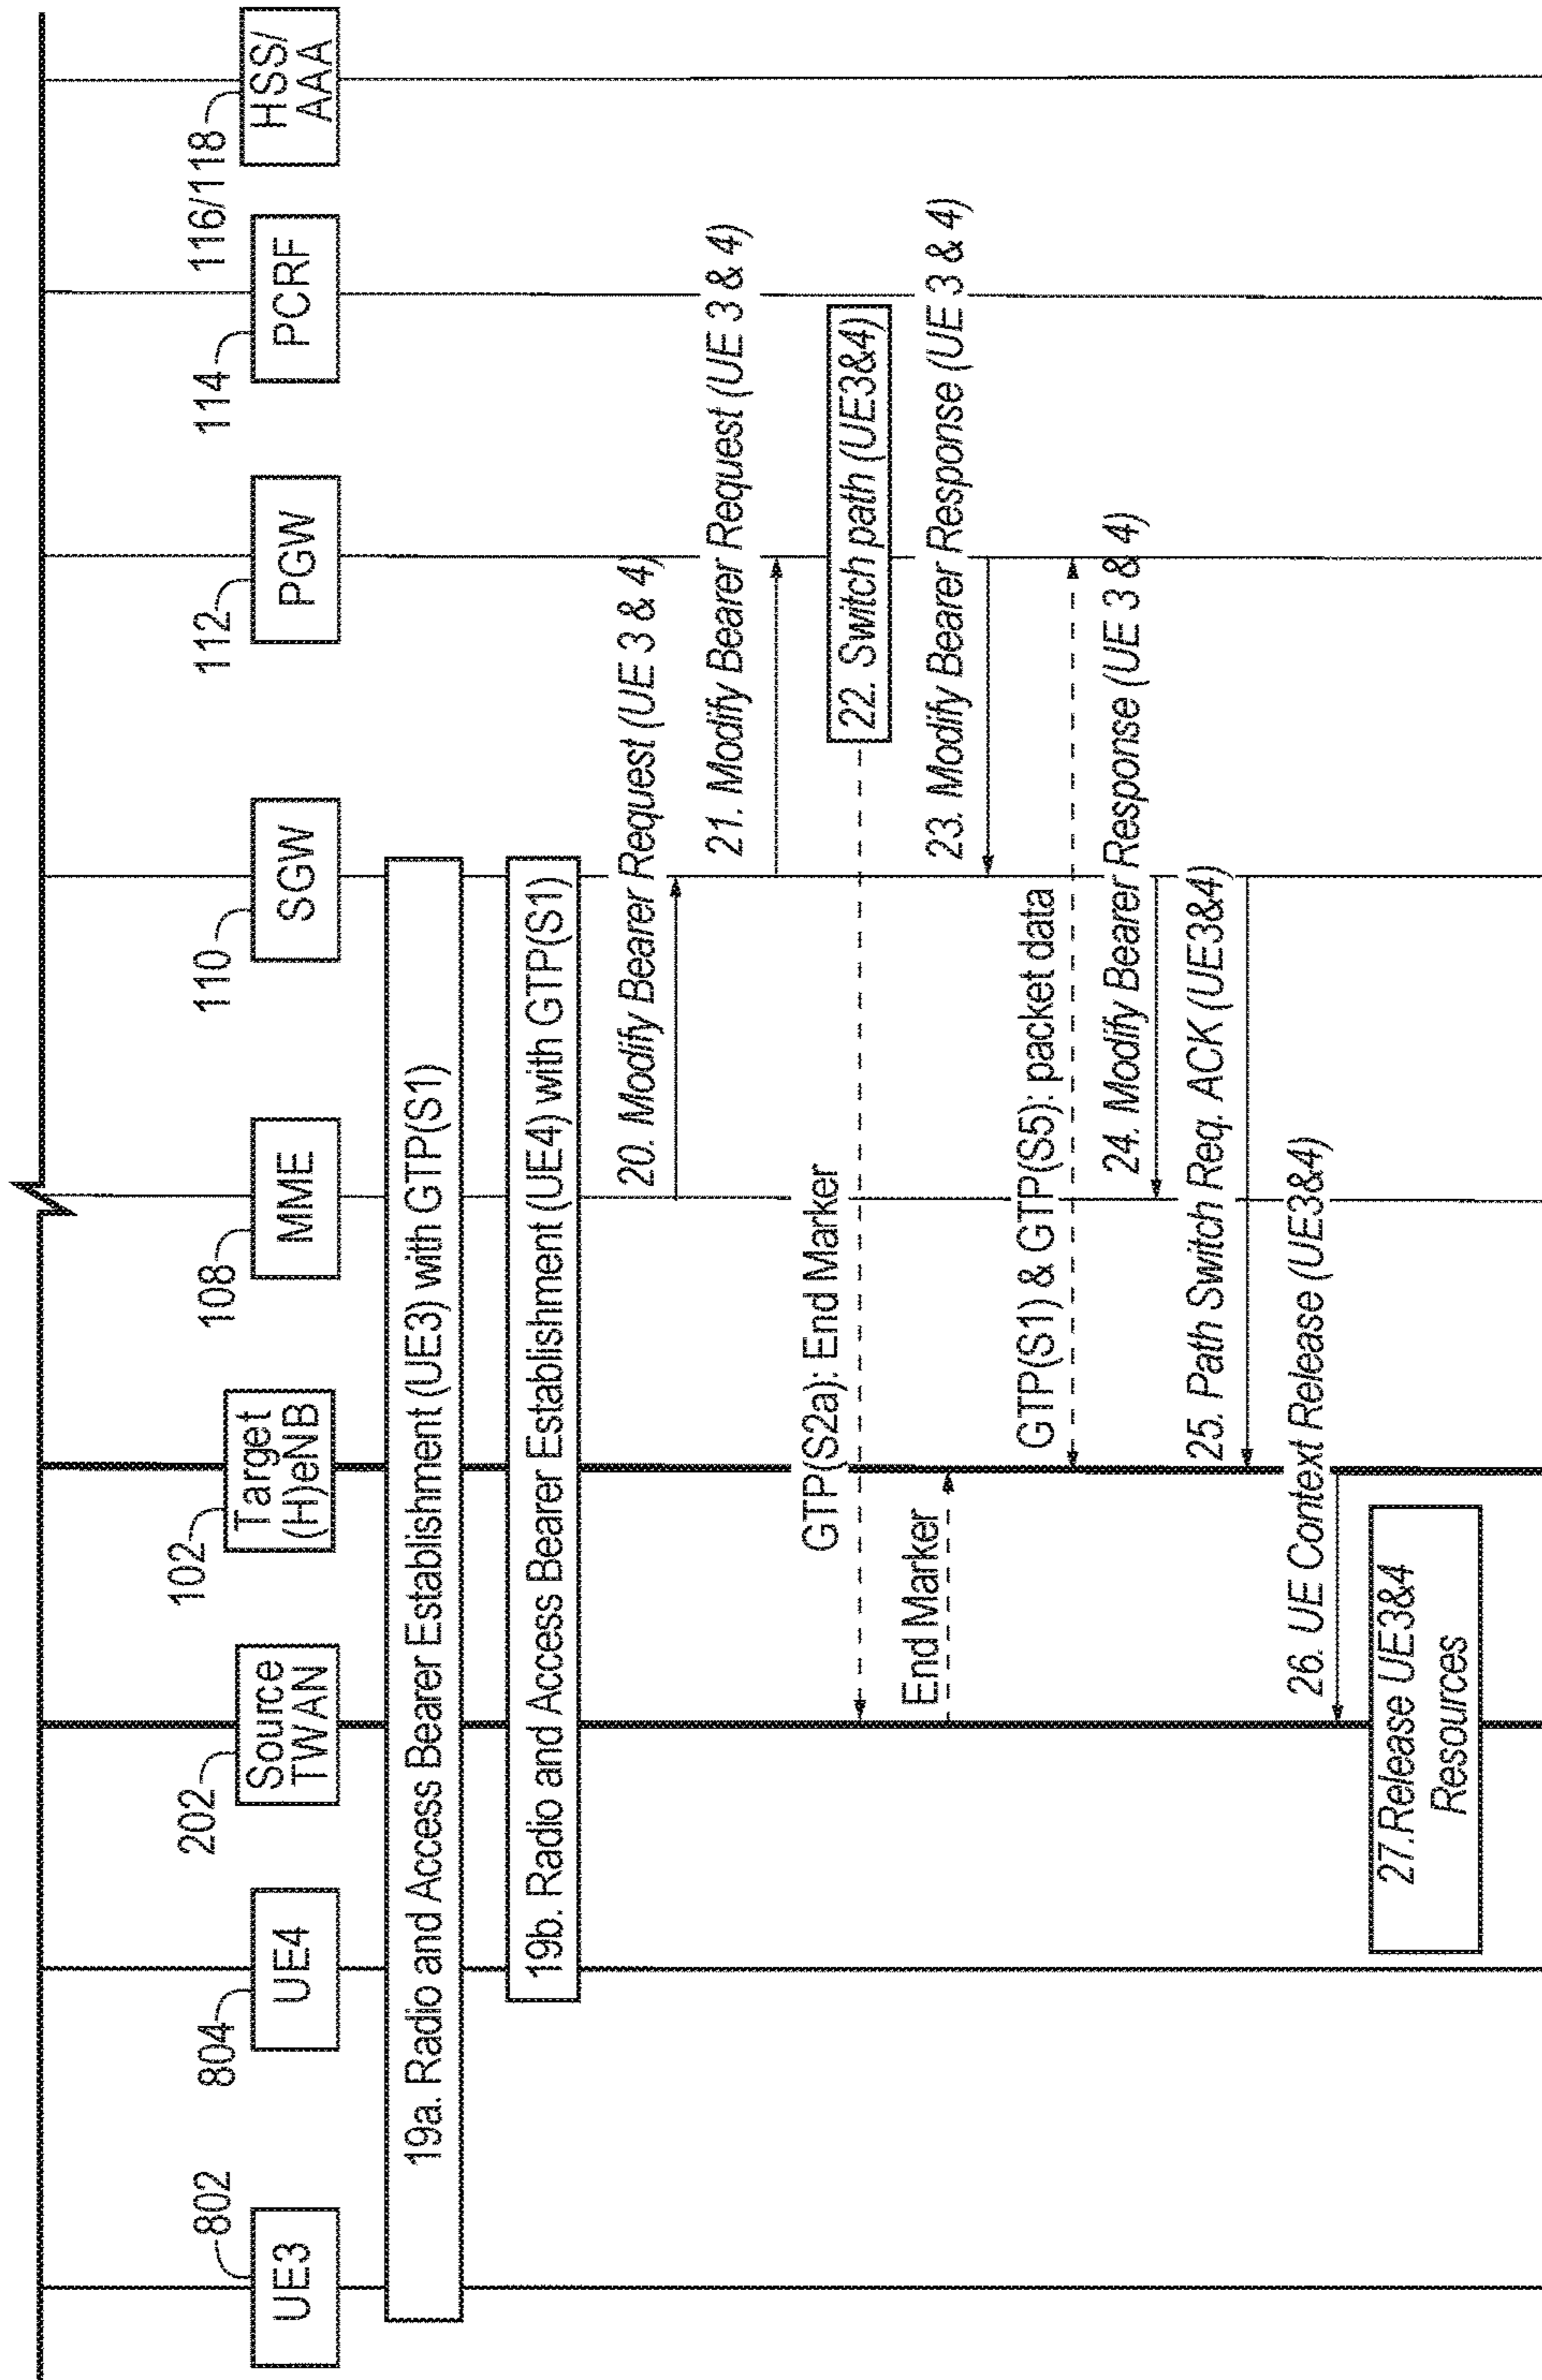 802
UE3
804
UE4
202
Source
TWAN
102
Target
(H)eNB
108
MME
110
SGW
112
PGW
114
PCRF
116/118
HSS/
AAA
19a. Radio and Access Bearer Establishment (UE3) with GTP(S1)
19b. Radio and Access Bearer Establishment (UE4) with GTP(S1)
20. Modify Bearer Request (UE 3 & 4)
21. Modify Bearer Request (UE 3 & 4)
GTP(S2a): End Marker
22. Switch path (UE3&4)
End Marker
23. Modify Bearer Response (UE 3 & 4)
GTP(S1) & GTP(S5): packet data
24. Modify Bearer Response (UE 3 & 4)
25. Path Switch Req. ACK (UE3&4)
26. UE Context Release (UE3&4)
27.Release UE3&4
Resources